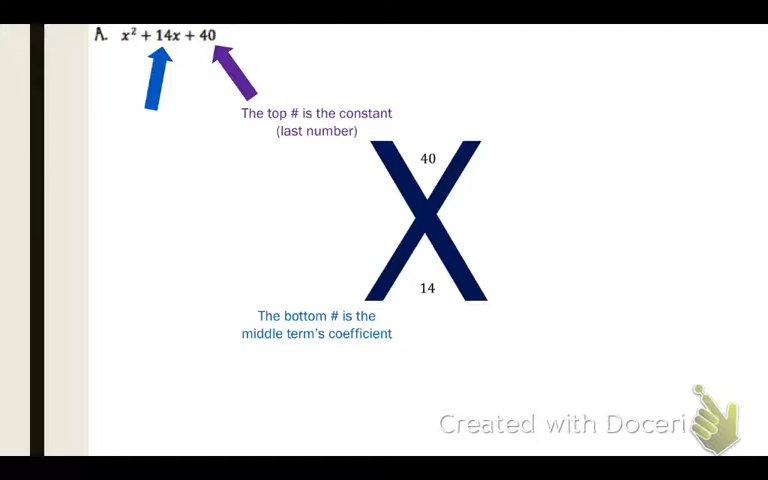 A. x² + 14x + 40
The top # is the constant
(last number)
40
14
The bottom # is the
middle term's coefficient
Created with Doceri